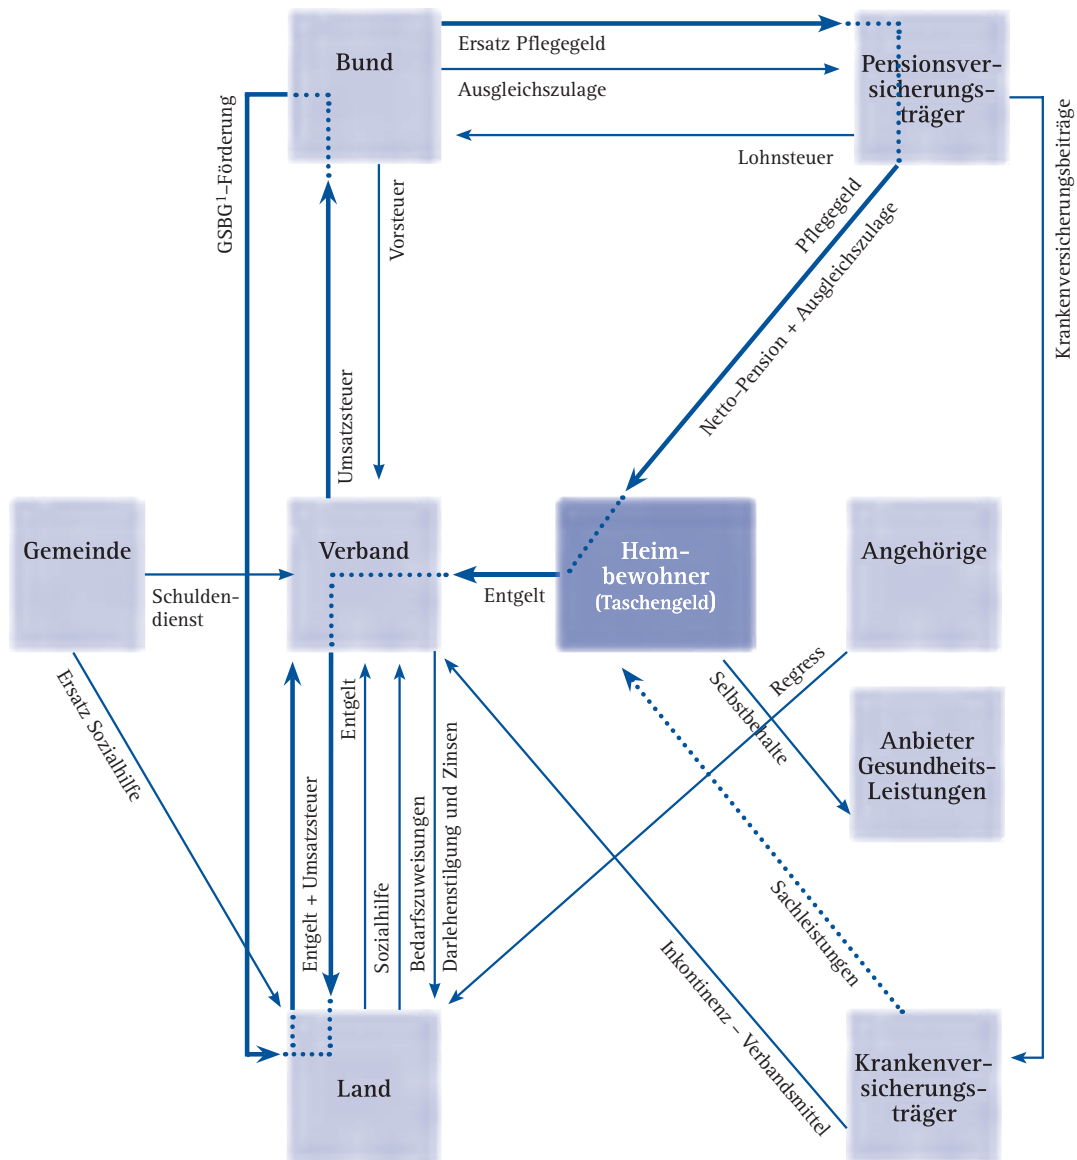 Bund
Ersatz Pflegegeld
Ausgleichszulage
Lohnsteuer
Pensionsver-
sicherungs-
träger
GSBG¹-Förderung
Vorsteuer
Umsatzsteuer
Pflegegeld
Netto-Pension + Ausgleichszulage
Krankenversicherungsbeiträge
Gemeinde
Schulden-
dienst
Verband
Entgelt
Heim-
bewohner
(Taschengeld)
Angehörige
Ersatz Sozialhilfe
Entgelt + Umsatzsteuer
Entgelt
Sozialhilfe
Bedarfszuweisungen
Darlehenstilgung und Zinsen
Selbstbehalte
Regress
Anbieter
Gesundheits-
Leistungen
Sachleistungen
Inkontinenz - Verbandsmittel
Land
Krankenver-
sicherungs-
träger